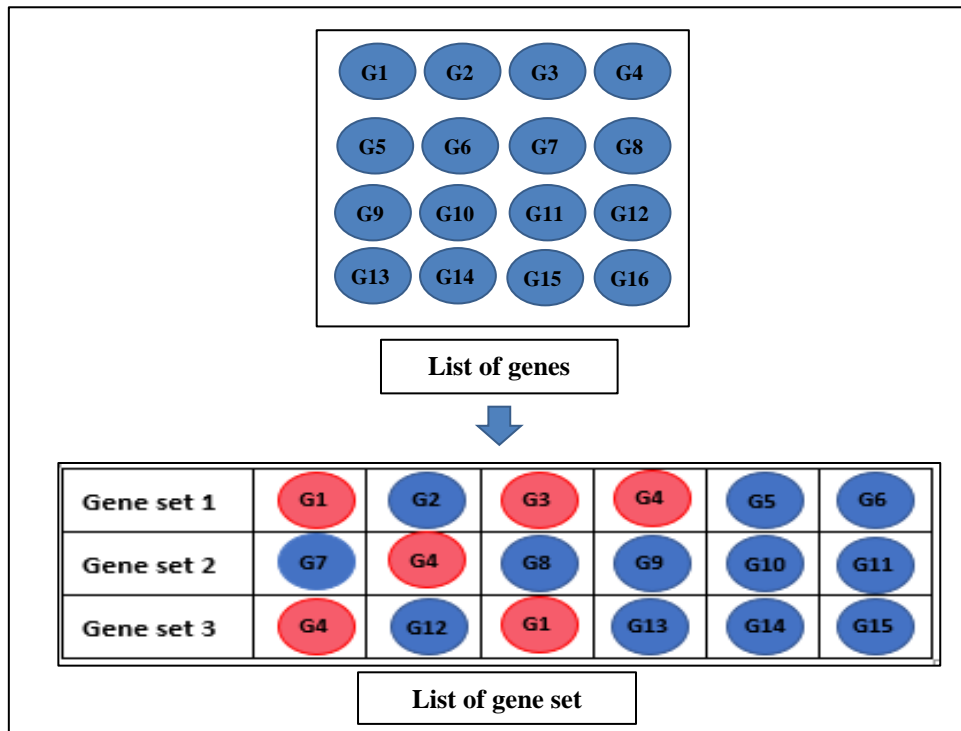 G1 G2 G3 G4
G5 G6 G7 G8
G9 G10 G11 G12
G13 G14 G15 G16
List of genes
Gene set 1 G1 G2 G3 G4 G5 G6
Gene set 2 G7 G4 G8 G9 G10 G11
Gene set 3 G4 G12 G1 G13 G14 G15
List of gene set